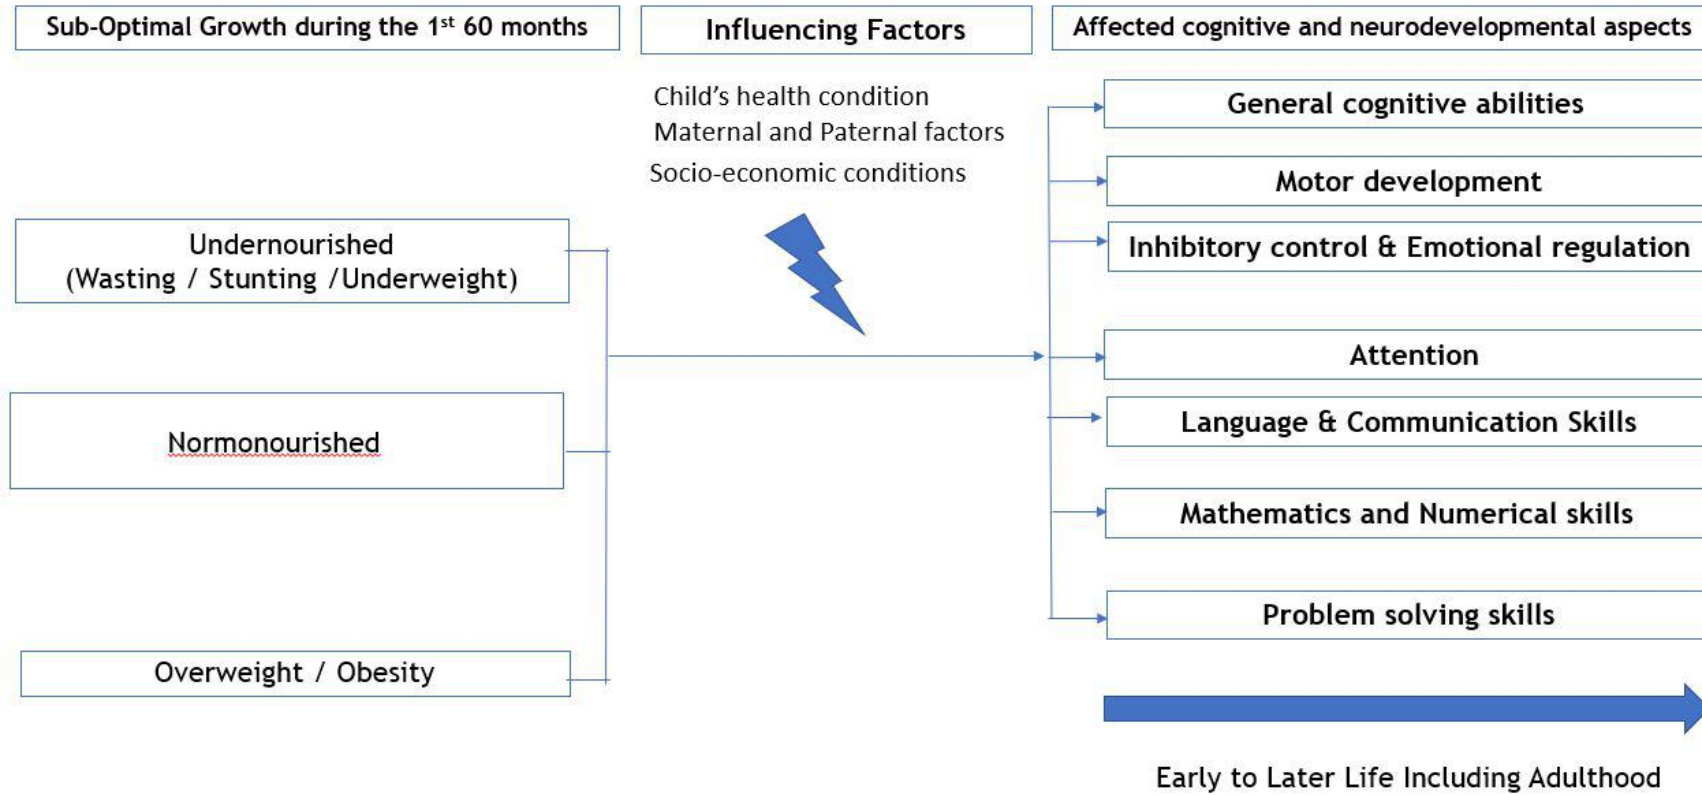 Sub-Optimal Growth during the 1st 60 months
Influencing Factors
Affected cognitive and neurodevelopmental aspects
Child's health condition
Maternal and Paternal factors
Socio-economic conditions
Undernourished
(Wasting / Stunting /Underweight)
Normonourished
Overweight / Obesity
General cognitive abilities
Motor development
Inhibitory control & Emotional regulation
Attention
Language & Communication Skills
Mathematics and Numerical skills
Problem solving skills
Early to Later Life Including Adulthood